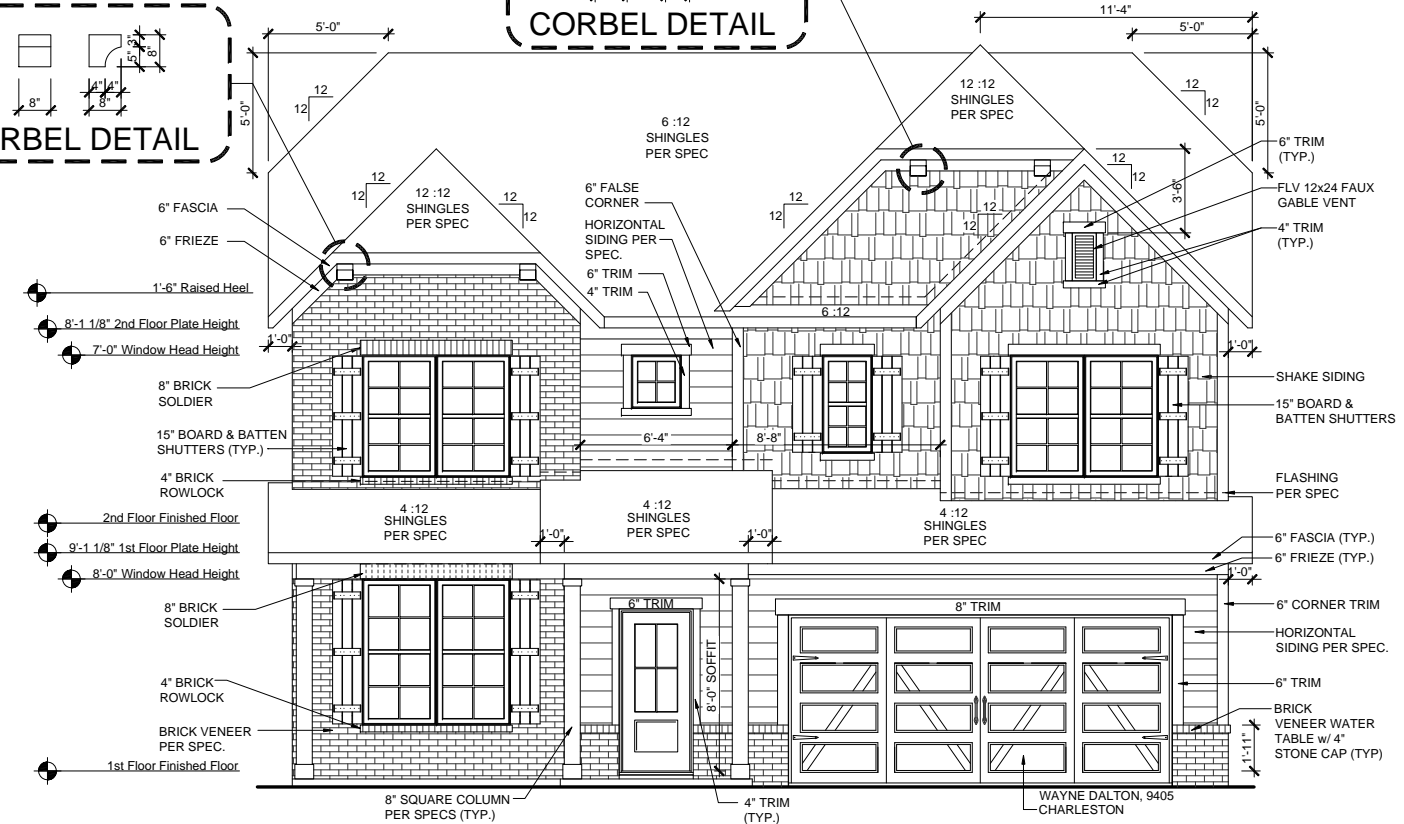 CORBEL DETAIL
RBEL DETAIL
8"
4" 4"
8"
5" 3"
8"
5'-0"
5'-0"
11'-4"
5'-0"
5'-0"
12
12
12
12
12 :12
SHINGLES
PER SPEC
12
12
12
12
12 :12
SHINGLES
PER SPEC
6 :12
SHINGLES
PER SPEC
12
12
12
12
12
12
3'-6"
6" TRIM
(TYP.)
FLV 12x24 FAUX
GABLE VENT
4" TRIM
(TYP.)
6" FASCIA
6" FRIEZE
6" FALSE
CORNER
HORIZONTAL
SIDING PER
SPEC.
6" TRIM
4" TRIM
6 :12
1'-6" Raised Heel
8'-1 1/8" 2nd Floor Plate Height
7'-0" Window Head Height
1'-0"
1'-0"
8" BRICK
SOLDIER
15" BOARD & BATTEN
SHUTTERS (TYP.)
4" BRICK
ROWLOCK
6'-4"
8'-8"
SHAKE SIDING
15" BOARD &
BATTEN SHUTTERS
FLASHING
PER SPEC
2nd Floor Finished Floor
9'-1 1/8" 1st Floor Plate Height
8'-0" Window Head Height
4 :12
SHINGLES
PER SPEC
1'-0"
4 :12
SHINGLES
PER SPEC
1'-0"
4 :12
SHINGLES
PER SPEC
6" FASCIA (TYP.)
6" FRIEZE (TYP.)
1'-0"
8" BRICK
SOLDIER
4" BRICK
ROWLOCK
BRICK VENEER
PER SPEC.
1st Floor Finished Floor
6" TRIM
8'-0" SOFFIT
8" TRIM
6" CORNER TRIM
HORIZONTAL
SIDING PER SPEC.
6" TRIM
BRICK
VENEER WATER
TABLE w/ 4"
STONE CAP (TYP)
1'-11"
8" SQUARE COLUMN
PER SPECS (TYP.)
4" TRIM
(TYP.)
WAYNE DALTON, 9405
CHARLESTON